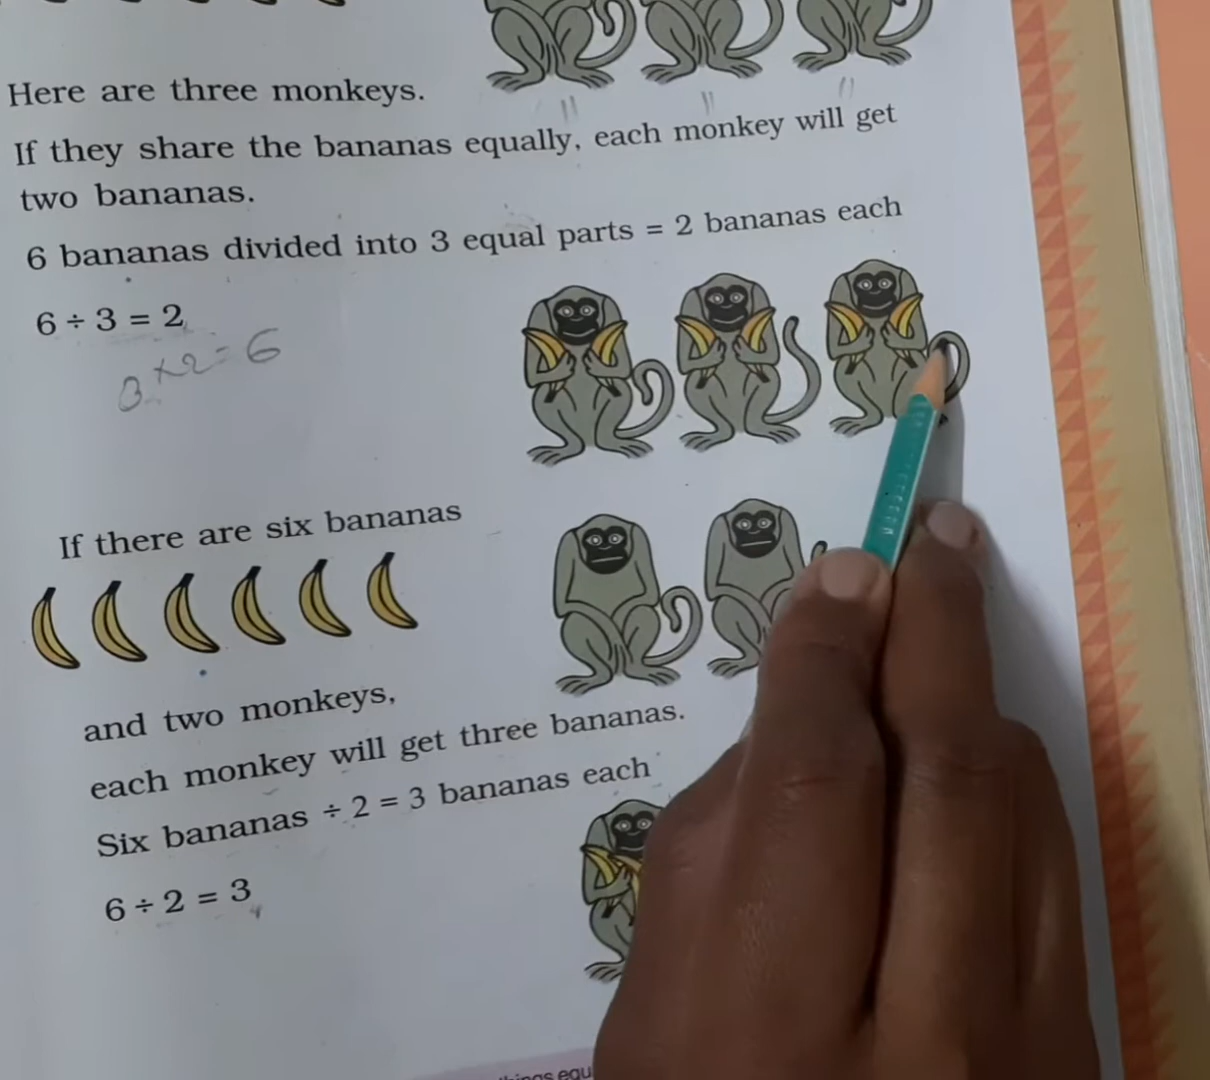 Here are three monkeys.
If they share the bananas equally, each monkey will get
two bananas.
6 bananas divided into 3 equal parts = 2 bananas each
6 ÷ 3 = 2
3 × 2 = 6
If there are six bananas
and two monkeys,
each monkey will get three bananas.
Six bananas ÷ 2 = 3 bananas each
6 ÷ 2 = 3